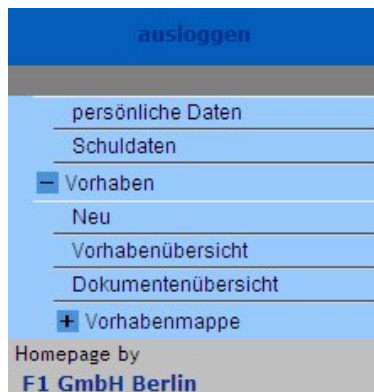 ausloggen
persönliche Daten
Schuldaten
Vorhaben
Neu
Vorhabenübersicht
Dokumentenübersicht
Vorhabenmappe
Homepage by
F1 GmbH Berlin